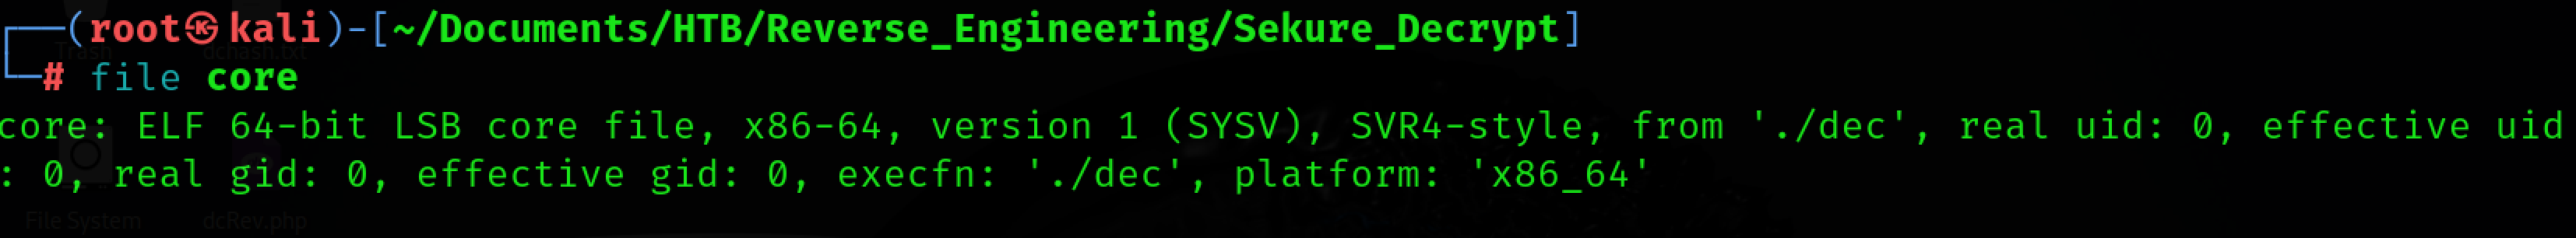 ┌──(root㉿kali)-[~/Documents/HTB/Reverse_Engineering/Sekure_Decrypt]
└─# file core
core: ELF 64-bit LSB core file, x86-64, version 1 (SYSV), SVR4-style, from './dec', real uid: 0, effective uid
: 0, real gid: 0, effective gid: 0, execfn: './dec', platform: 'x86_64'
Trash
dchash.txt
File System
dcRev.php